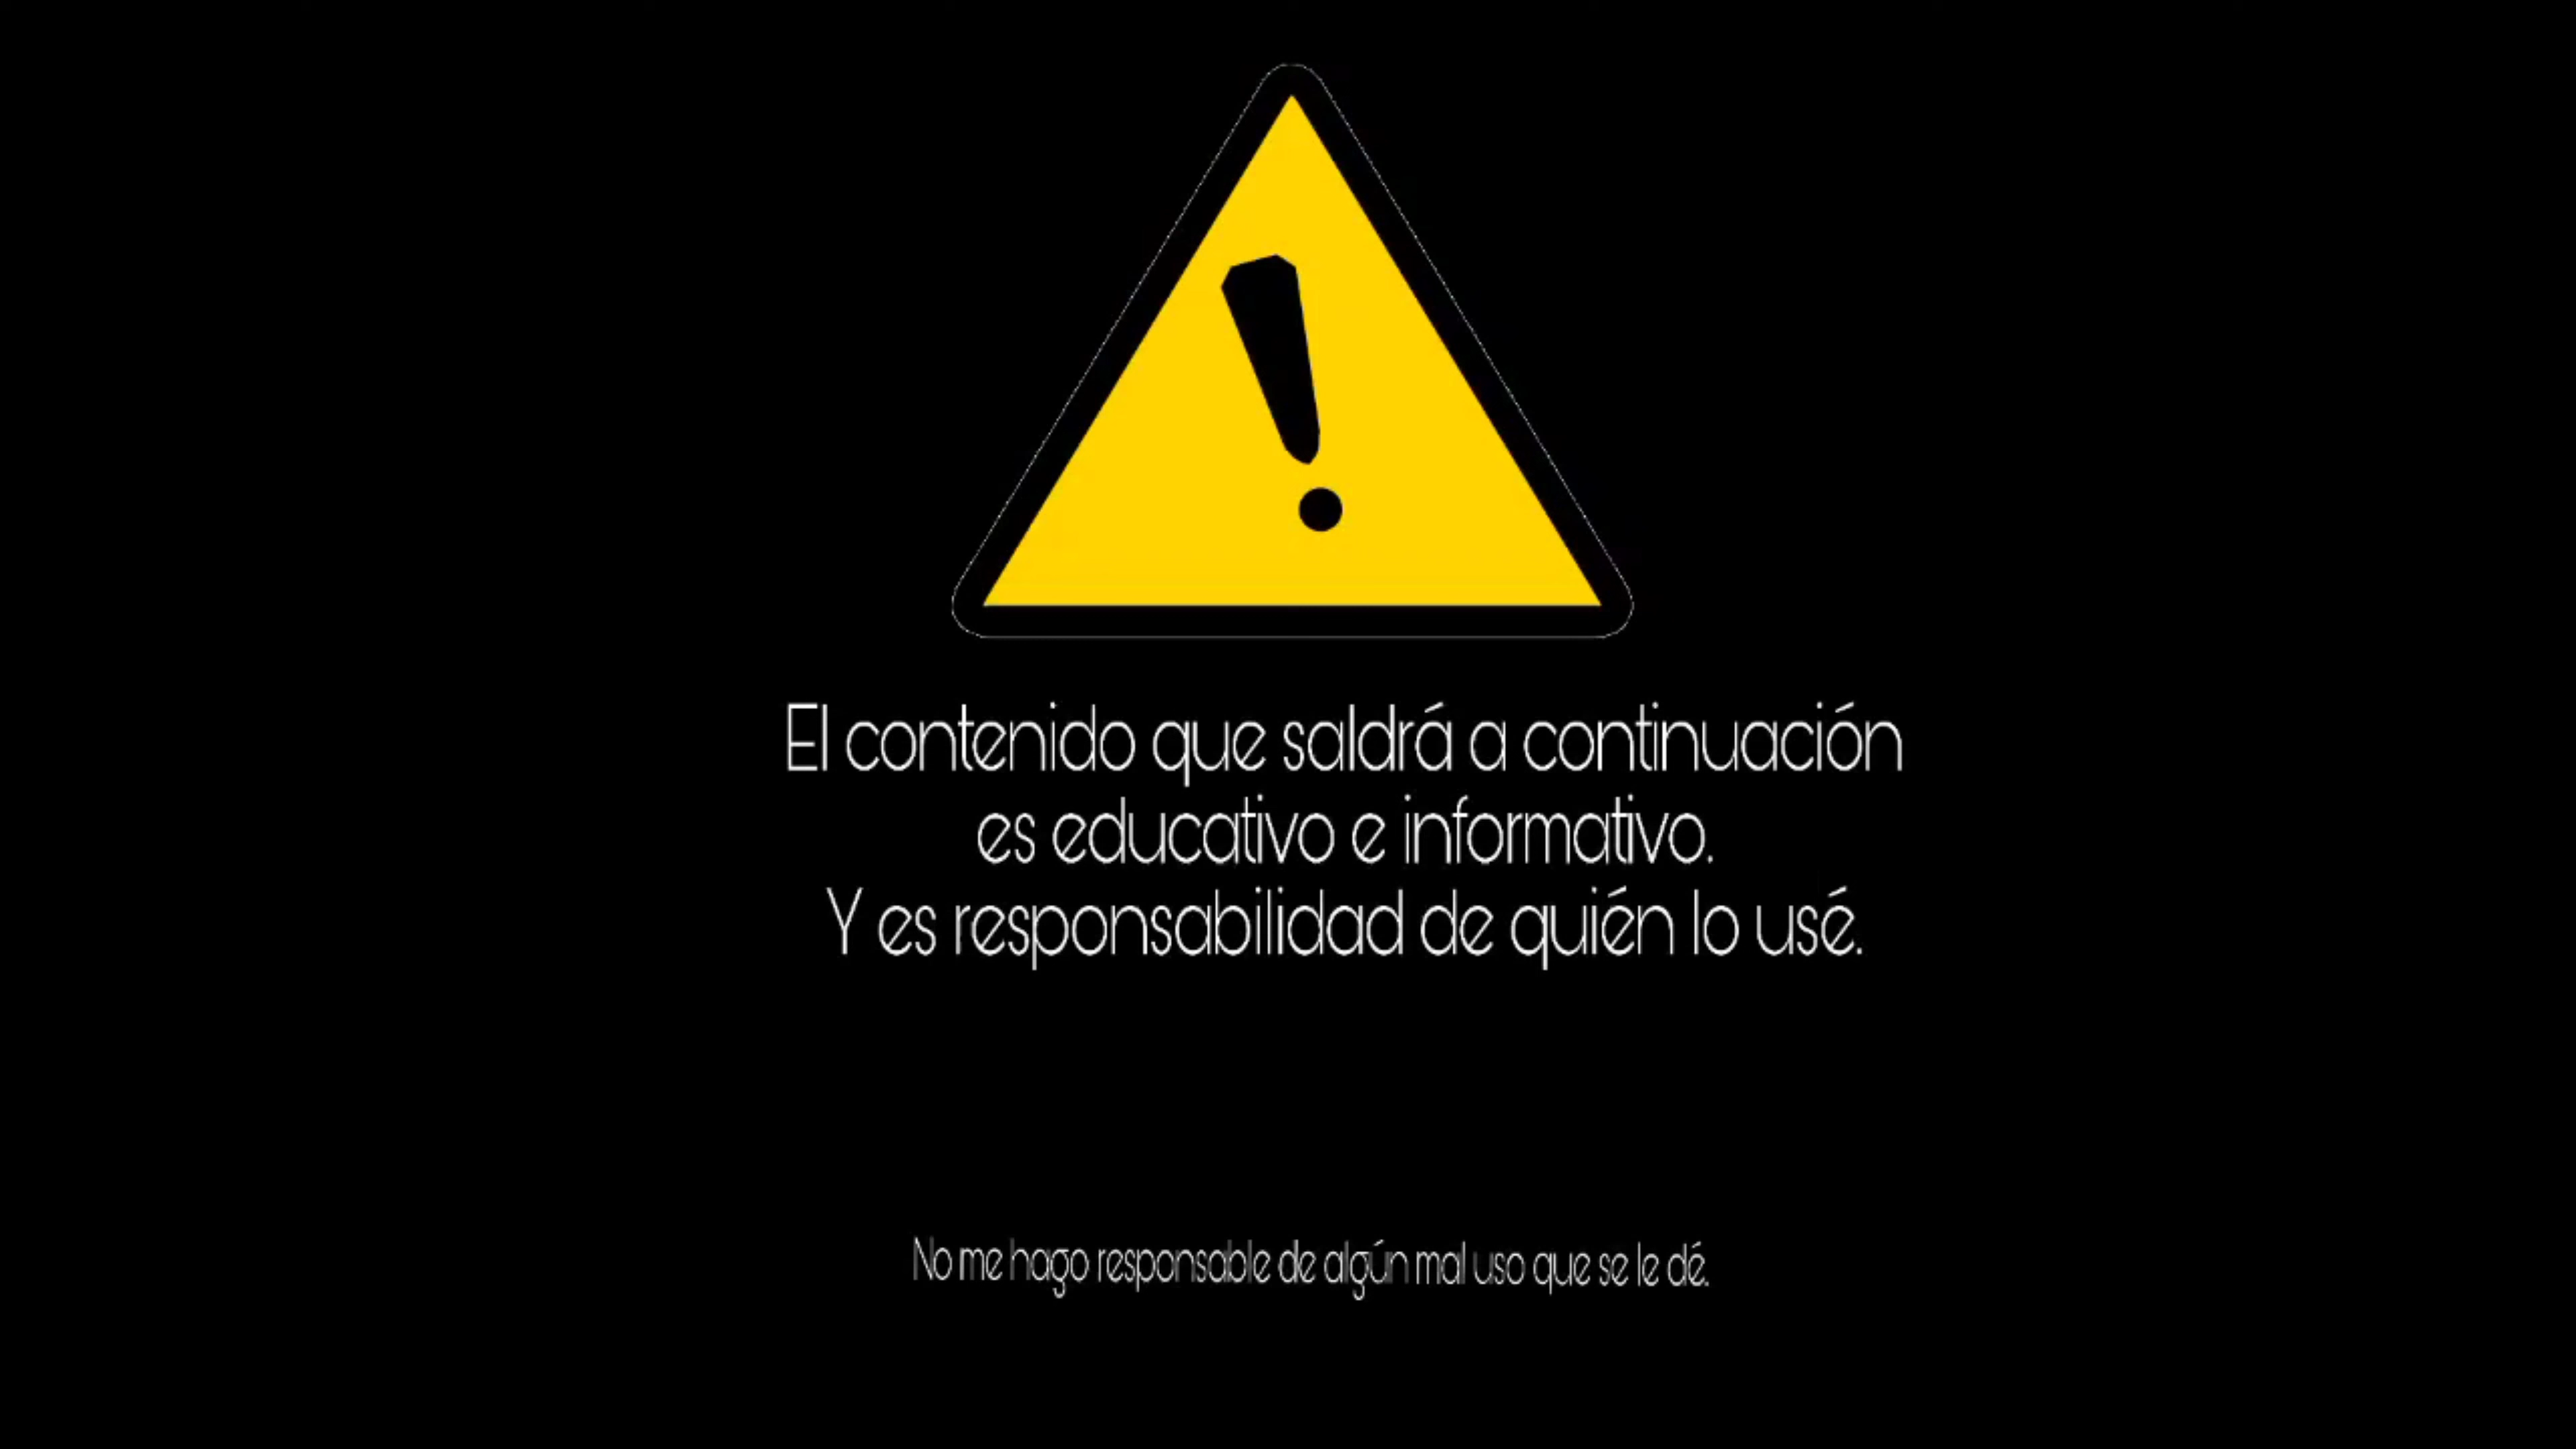 El contenido que saldrá a continuación
es educativo e informativo.
Y es responsabilidad de quién lo usé.
No me hago responsable de algún mal uso que se le dé.